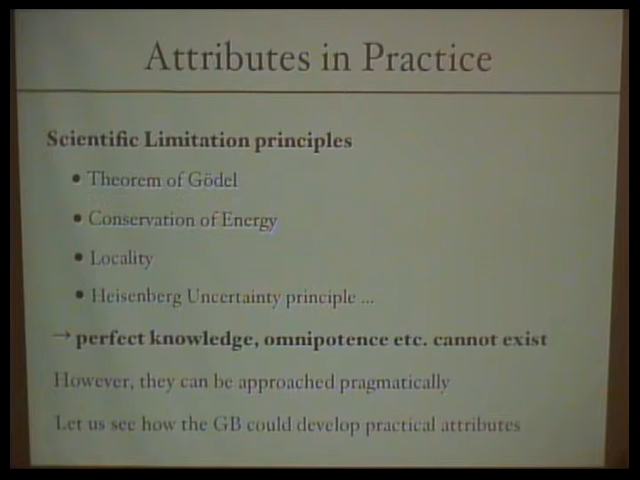 Attributes in Practice
Scientific Limitation principles
• Theorem of Gödel
• Conservation of Energy
• Locality
• Heisenberg Uncertainty principle ...
→ perfect knowledge, omnipotence etc. cannot exist
However, they can be approached pragmatically
Let us see how the GB could develop practical attributes